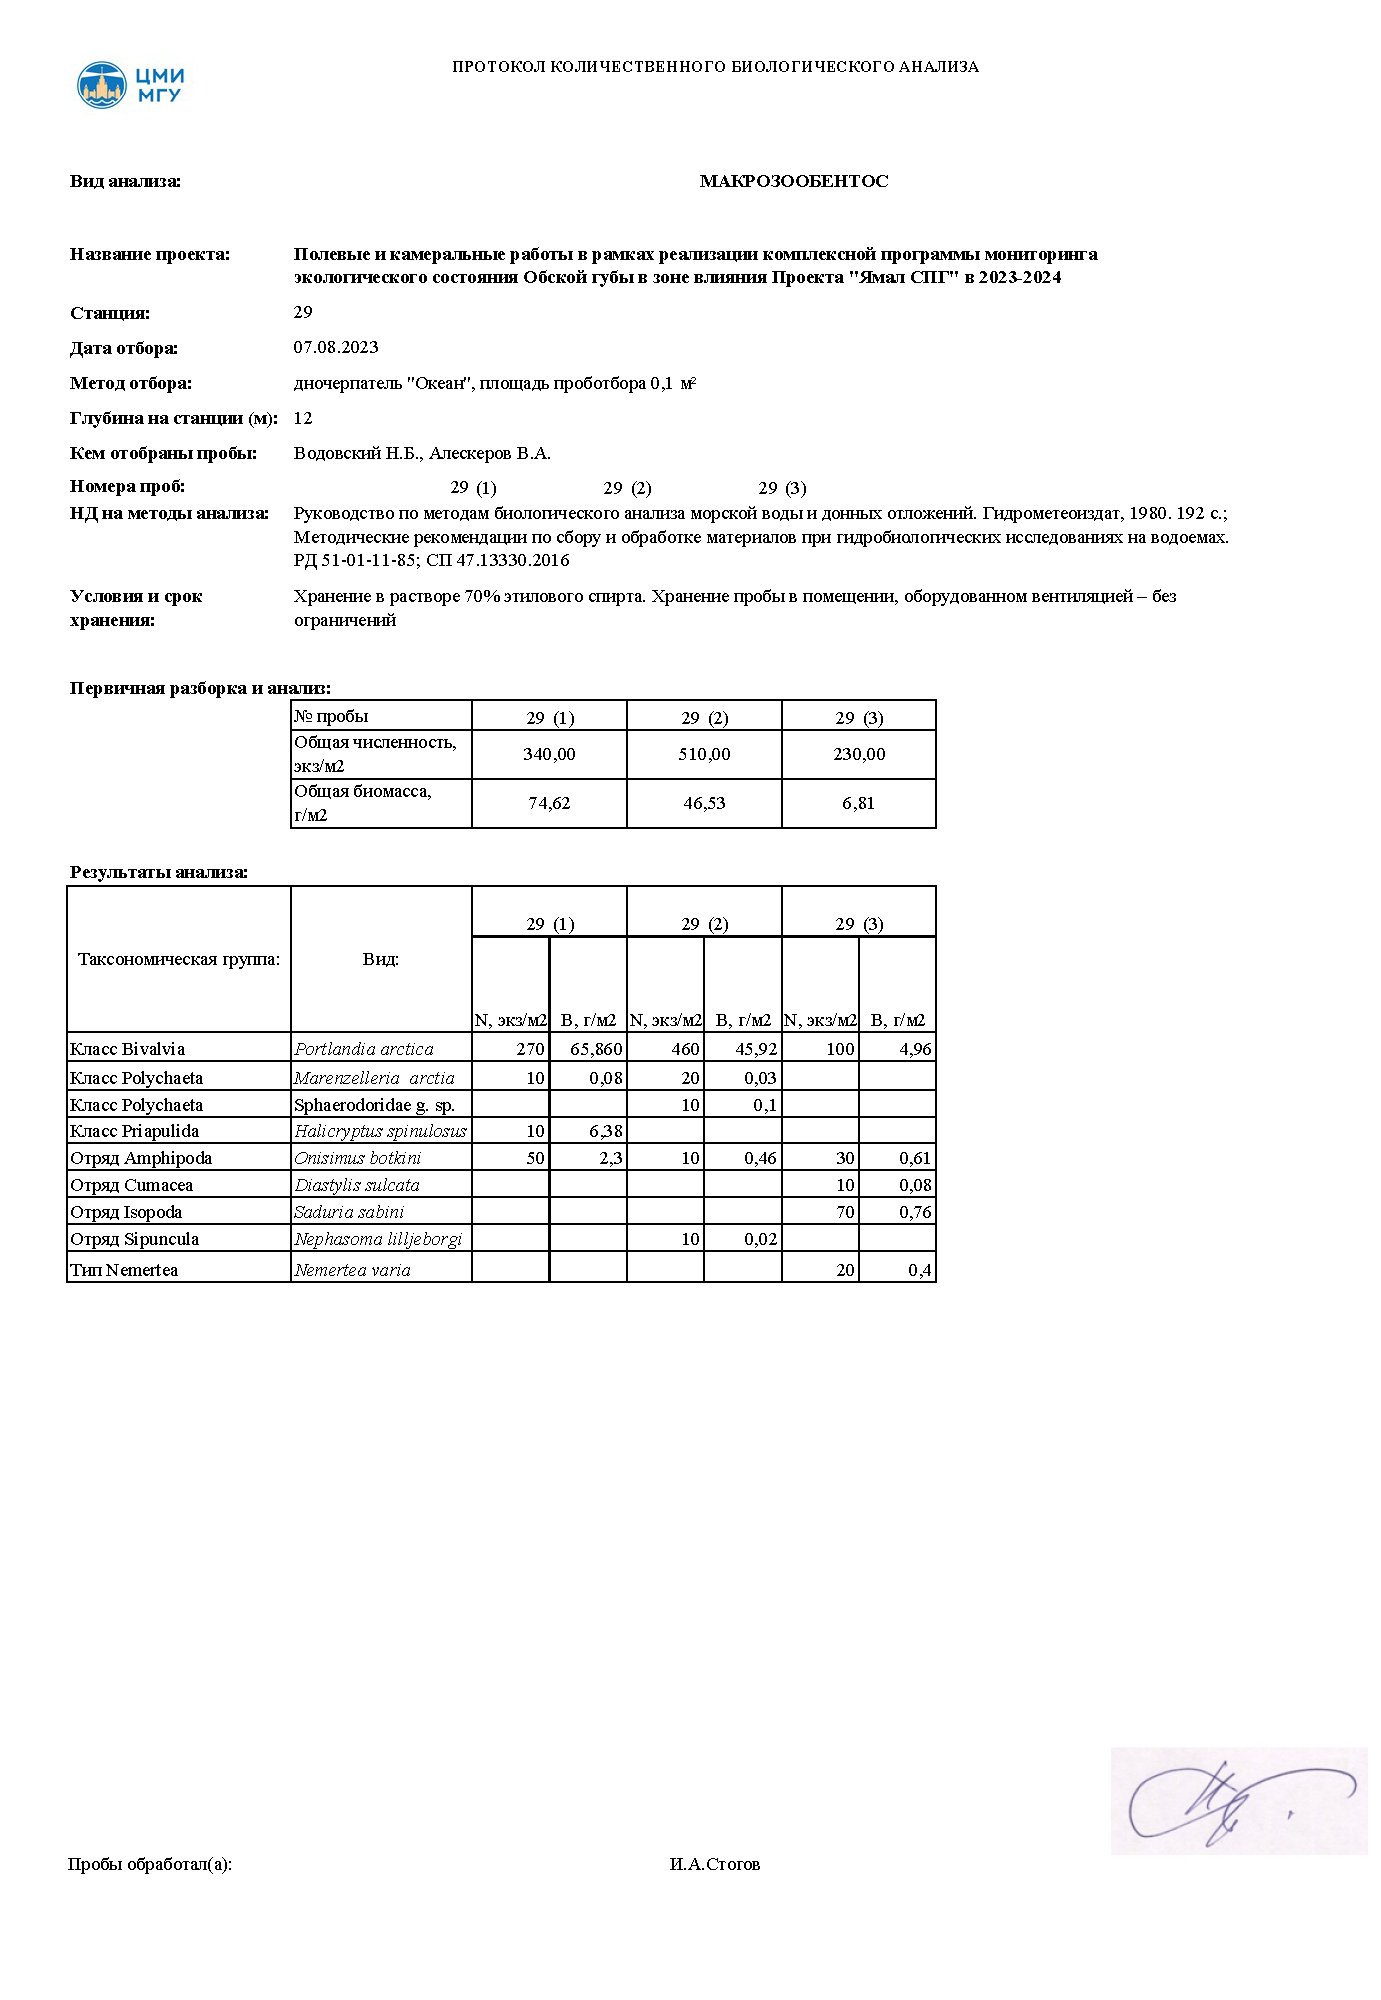 ЦМИ
МГУ
ПРОТОКОЛ КОЛИЧЕСТВЕННОГО БИОЛОГИЧЕСКОГО АНАЛИЗА
Вид анализа: МАКРОЗООБЕНТОС
Название проекта: Полевые и камеральные работы в рамках реализации комплексной программы мониторинга
экологического состояния Обской губы в зоне влияния Проекта "Ямал СПГ" в 2023-2024
Станция: 29
Дата отбора: 07.08.2023
Метод отбора: дночерпатель "Океан", площадь проботбора 0,1 м²
Глубина на станции (м): 12
Кем отобраны пробы: Водовский Н.Б., Алескеров В.А.
Номера проб: 29 (1) 29 (2) 29 (3)
НД на методы анализа: Руководство по методам биологического анализа морской воды и донных отложений. Гидрометеоиздат, 1980. 192 с.;
Методические рекомендации по сбору и обработке материалов при гидробиологических исследованиях на водоемах.
РД 51-01-11-85; СП 47.13330.2016
Условия и срок Хранение в растворе 70% этилового спирта. Хранение пробы в помещении, оборудованном вентиляцией – без
хранения: ограничений
Первичная разборка и анализ:
№ пробы 29 (1) 29 (2) 29 (3)
Общая численность,
экз/м2 340,00 510,00 230,00
Общая биомасса,
г/м2 74,62 46,53 6,81
Результаты анализа:
29 (1) 29 (2) 29 (3)
Таксономическая группа: Вид:
N, экз/м2 B, г/м2 N, экз/м2 B, г/м2 N, экз/м2 B, г/м2
Класс Bivalvia Portlandia arctica 270 65,860 460 45,92 100 4,96
Класс Polychaeta Marenzelleria arctia 10 0,08 20 0,03
Класс Polychaeta Sphaerodoridae g. sp. 10 0,1
Класс Priapulida Halicryptus spinulosus 10 6,38
Отряд Amphipoda Onisimus botkini 50 2,3 10 0,46 30 0,61
Отряд Cumacea Diastylis sulcata 10 0,08
Отряд Isopoda Saduria sabini 70 0,76
Отряд Sipuncula Nephasoma lilljeborgi 10 0,02
Тип Nemertea Nemertea varia 20 0,4
Пробы обработал(а): И.А.Стогов